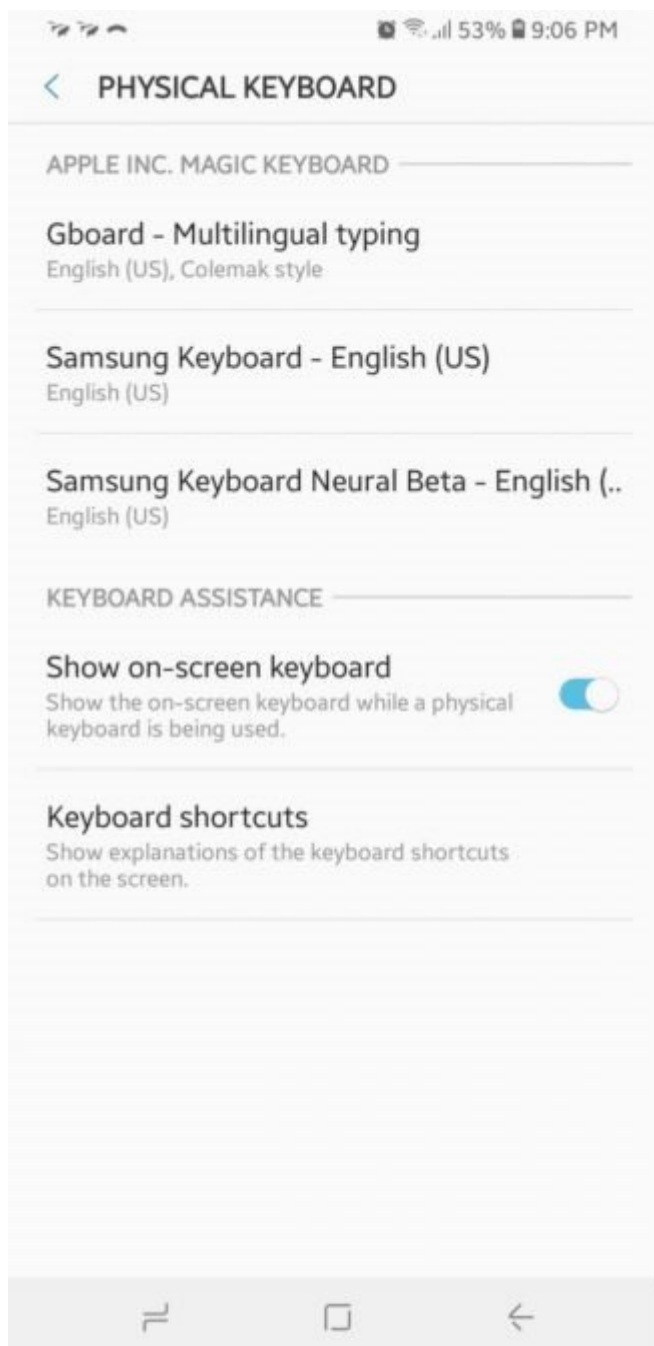 53% 9:06 PM
PHYSICAL KEYBOARD
APPLE INC. MAGIC KEYBOARD
Gboard - Multilingual typing
English (US), Colemak style
Samsung Keyboard - English (US)
English (US)
Samsung Keyboard Neural Beta - English (..
English (US)
KEYBOARD ASSISTANCE
Show on-screen keyboard
Show the on-screen keyboard while a physical
keyboard is being used.
Keyboard shortcuts
Show explanations of the keyboard shortcuts
on the screen.